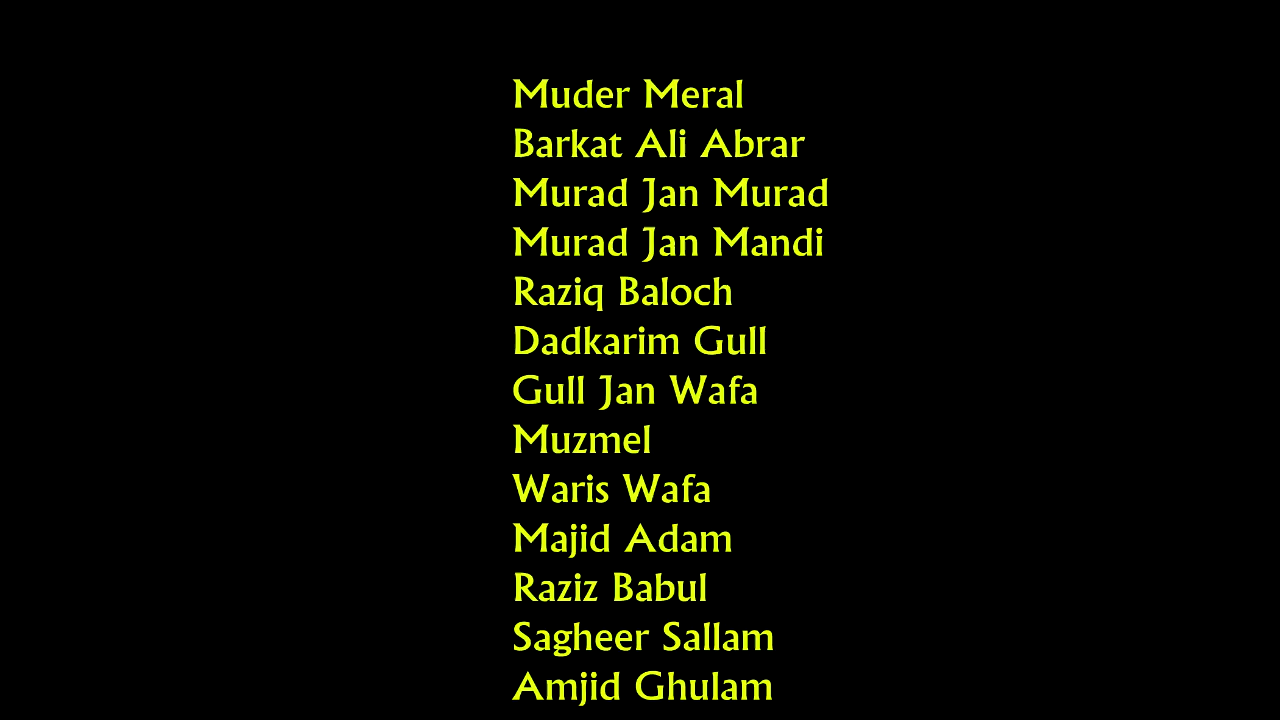 Muder Meral
Barkat Ali Abrar
Murad Jan Murad
Murad Jan Mandi
Raziq Baloch
Dadkarim Gull
Gull Jan Wafa
Muzmel
Waris Wafa
Majid Adam
Raziz Babul
Sagheer Sallam
Amjid Ghulam